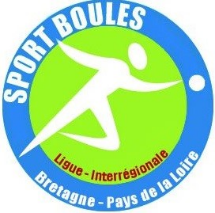 SPORT BOULES
Ligue - Interrégionale
Bretagne - Pays de la Loire